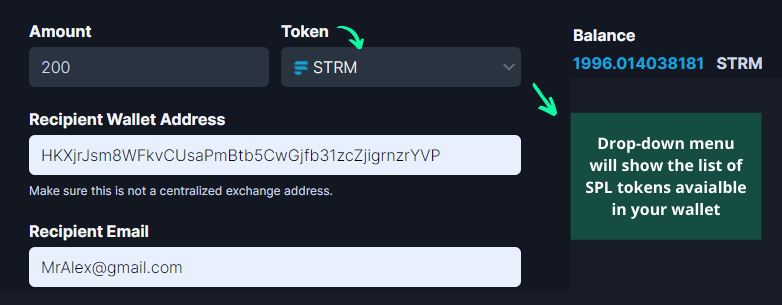 Amount
Token
Balance
200
STRM
1996.014038181 STRM
Recipient Wallet Address
HKXjrJsm8WFkvCUsaPmBtb5CwGjfb31zcZjigrnzrYVP
Make sure this is not a centralized exchange address.
Drop-down menu
will show the list of
SPL tokens avaialble
in your wallet
Recipient Email
MrAlex@gmail.com